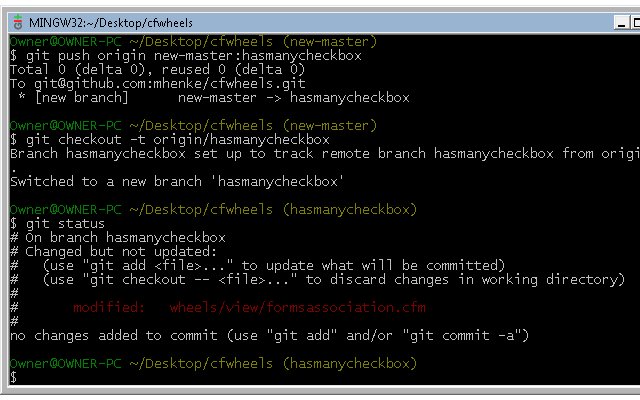 MINGW32:~/Desktop/cfwheels
Owner@OWNER-PC ~/Desktop/cfwheels (new-master)
$ git push origin new-master:hasmanycheckbox
Total 0 (delta 0), reused 0 (delta 0)
To git@github.com:mhenke/cfwheels.git
* [new branch] new-master -> hasmanycheckbox
Owner@OWNER-PC ~/Desktop/cfwheels (new-master)
$ git checkout -t origin/hasmanycheckbox
Branch hasmanycheckbox set up to track remote branch hasmanycheckbox from origi
.
Switched to a new branch 'hasmanycheckbox'
Owner@OWNER-PC ~/Desktop/cfwheels (hasmanycheckbox)
$ git status
# On branch hasmanycheckbox
# Changed but not updated:
#   (use "git add <file>..." to update what will be committed)
#   (use "git checkout -- <file>..." to discard changes in working directory)
#
#       modified:   wheels/view/formsassociation.cfm
#
no changes added to commit (use "git add" and/or "git commit -a")
Owner@OWNER-PC ~/Desktop/cfwheels (hasmanycheckbox)
$